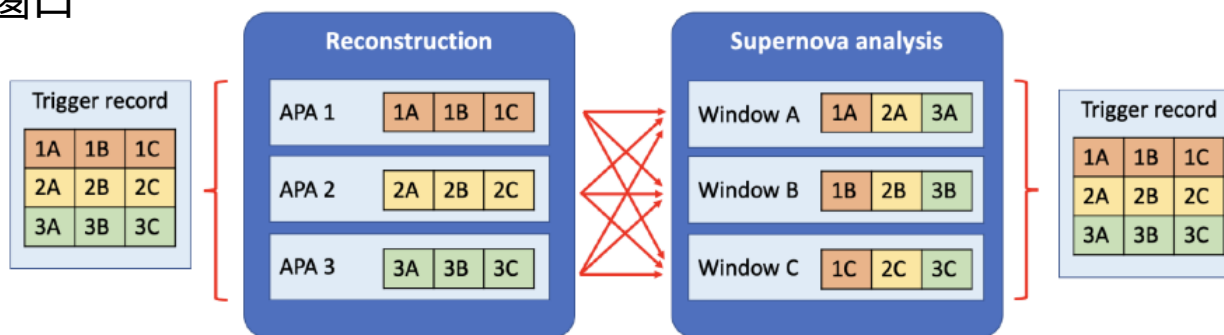 窗口
Reconstruction
Supernova analysis
Trigger record
1A 1B 1C
2A 2B 2C
3A 3B 3C
APA 1 1A 1B 1C
APA 2 2A 2B 2C
APA 3 3A 3B 3C
Window A 1A 2A 3A
Window B 1B 2B 3B
Window C 1C 2C 3C
Trigger record
1A 1B 1C
2A 2B 2C
3A 3B 3C